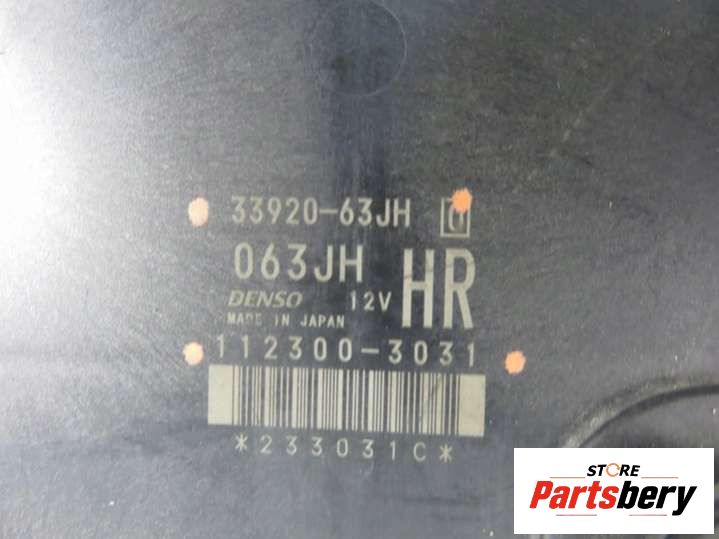 33920-63JH
063JH
HR
DENSO 12V
MADE IN JAPAN
112300-3031
*233031C*
STORE
Partsbery